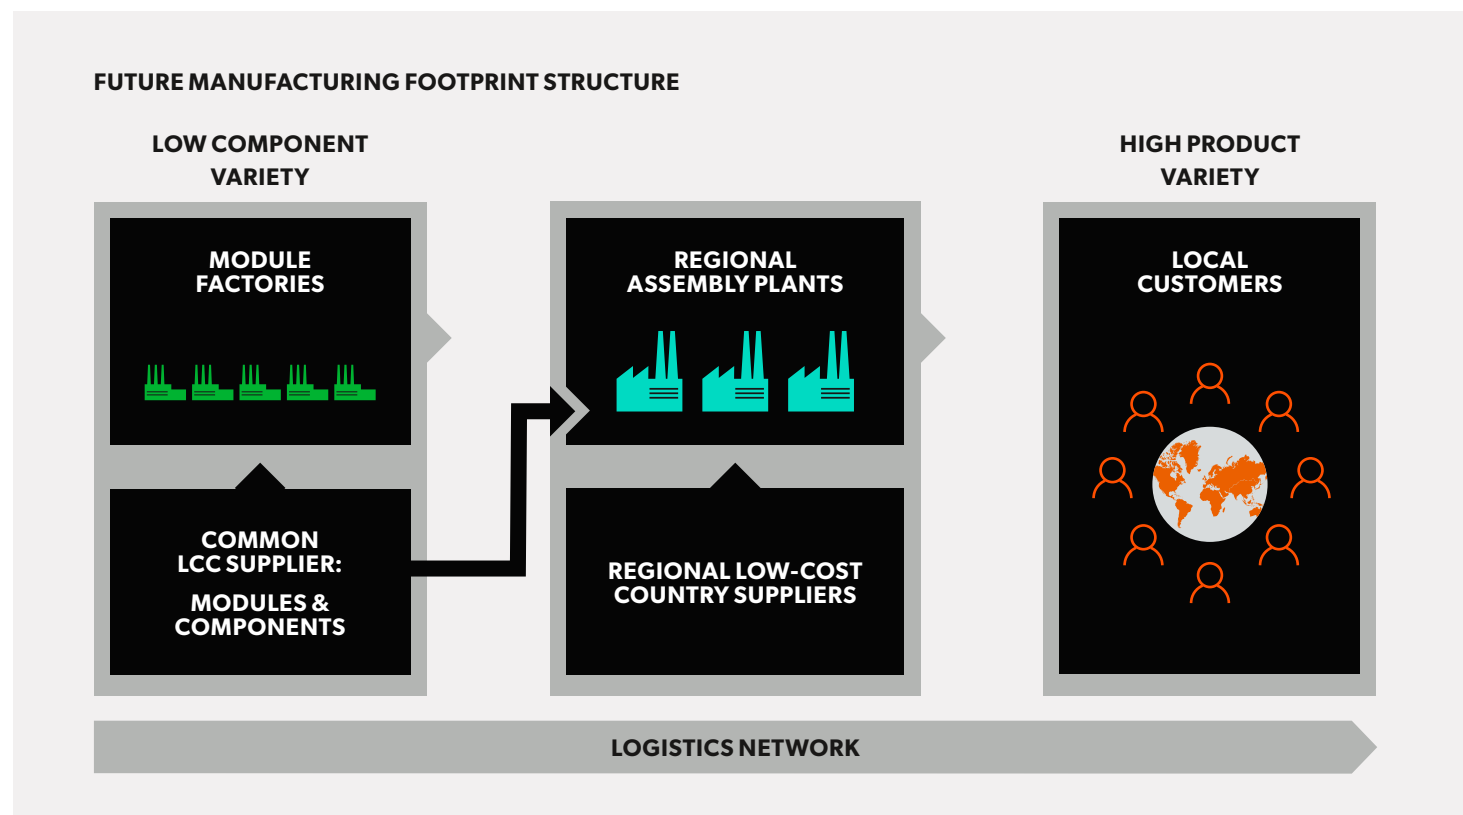 FUTURE MANUFACTURING FOOTPRINT STRUCTURE
LOW COMPONENT
VARIETY
HIGH PRODUCT
VARIETY
MODULE
FACTORIES
REGIONAL
ASSEMBLY PLANTS
LOCAL
CUSTOMERS
COMMON
LCC SUPPLIER:
MODULES &
COMPONENTS
REGIONAL LOW-COST
COUNTRY SUPPLIERS
LOGISTICS NETWORK